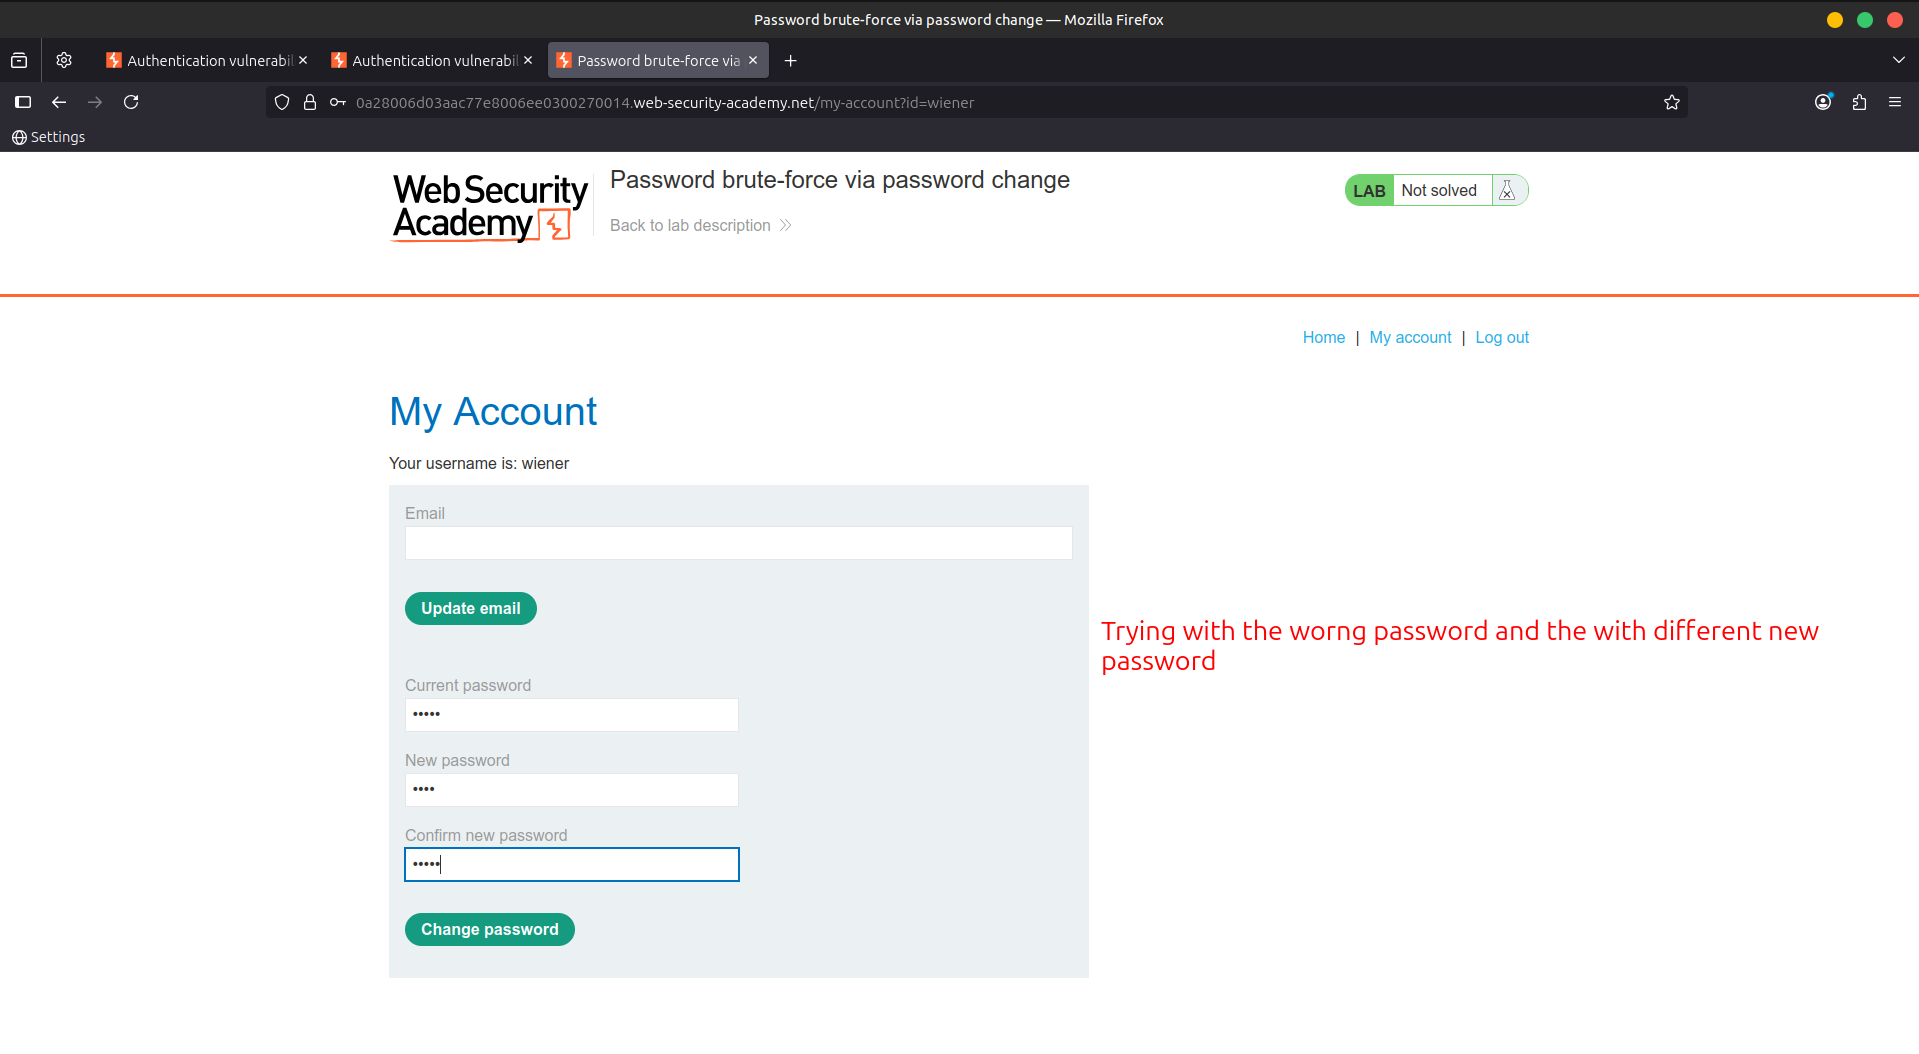 Password brute-force via password change — Mozilla Firefox
Authentication vulnerabil
Authentication vulnerabil
Password brute-force via
0a28006d03aac77e8006ee0300270014.web-security-academy.net/my-account?id=wiener
Settings
Web Security
Academy
Password brute-force via password change
Back to lab description
LAB Not solved
Home | My account | Log out
My Account
Your username is: wiener
Email
Update email
Trying with the worng password and the with different new
password
Current password
•••••
New password
••••
Confirm new password
•••••
Change password